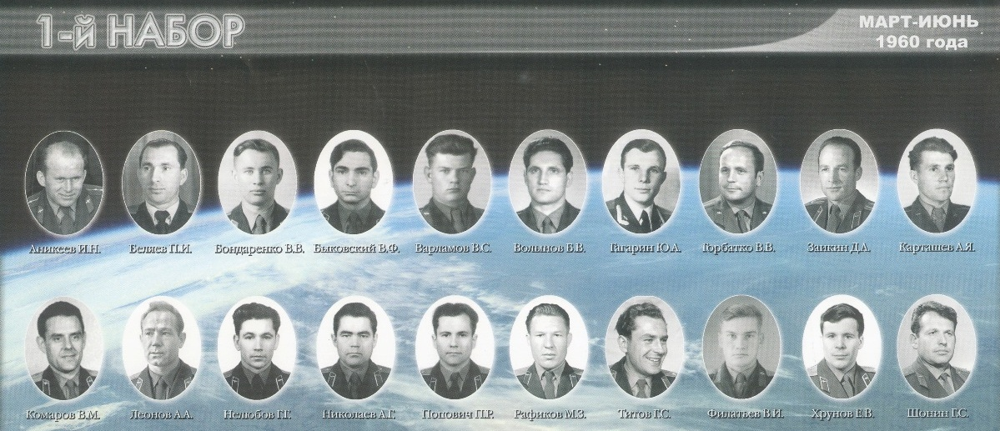 1-й НАБОР
МАРТ-ИЮНЬ
1960 года
Аникеев И.Н. Беляев П.И. Бондаренко В.В. Быковский В.Ф. Варламов В.С. Волынов Б.В. Гагарин Ю.А. Горбатко В.В. Заикин Д.А. Карташев А.Я.
Комаров В.М. Леонов А.А. Нелюбов Г.Г. Николаев А.Г. Попович П.Р. Рафиков М.З. Титов Г.С. Филатьев В.И. Хрунов Е.В. Шонин Г.С.